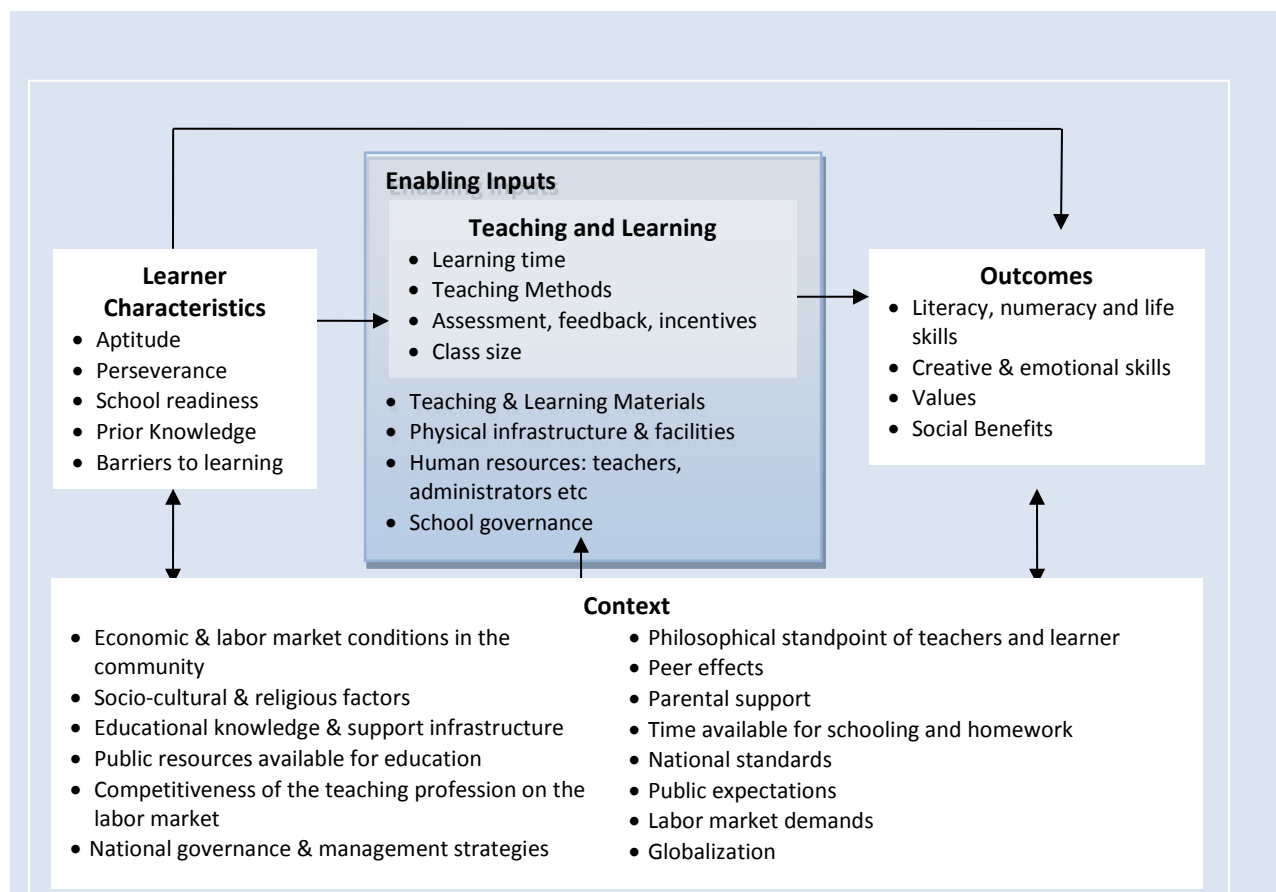 Enabling Inputs
Teaching and Learning
• Learning time
• Teaching Methods
• Assessment, feedback, incentives
• Class size
• Teaching & Learning Materials
• Physical infrastructure & facilities
• Human resources: teachers,
administrators etc
• School governance
Learner
Characteristics
• Aptitude
• Perseverance
• School readiness
• Prior Knowledge
• Barriers to learning
Outcomes
• Literacy, numeracy and life
skills
• Creative & emotional skills
• Values
• Social Benefits
Context
• Economic & labor market conditions in the
community
• Socio-cultural & religious factors
• Educational knowledge & support infrastructure
• Public resources available for education
• Competitiveness of the teaching profession on the
labor market
• National governance & management strategies
• Philosophical standpoint of teachers and learner
• Peer effects
• Parental support
• Time available for schooling and homework
• National standards
• Public expectations
• Labor market demands
• Globalization